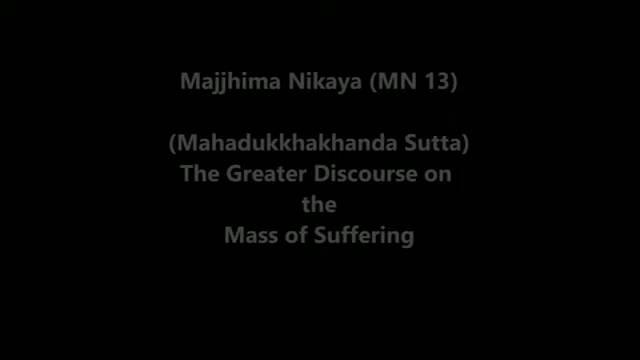 Majjhima Nikaya (MN 13)
(Mahadukkhakhanda Sutta)
The Greater Discourse on
the
Mass of Suffering